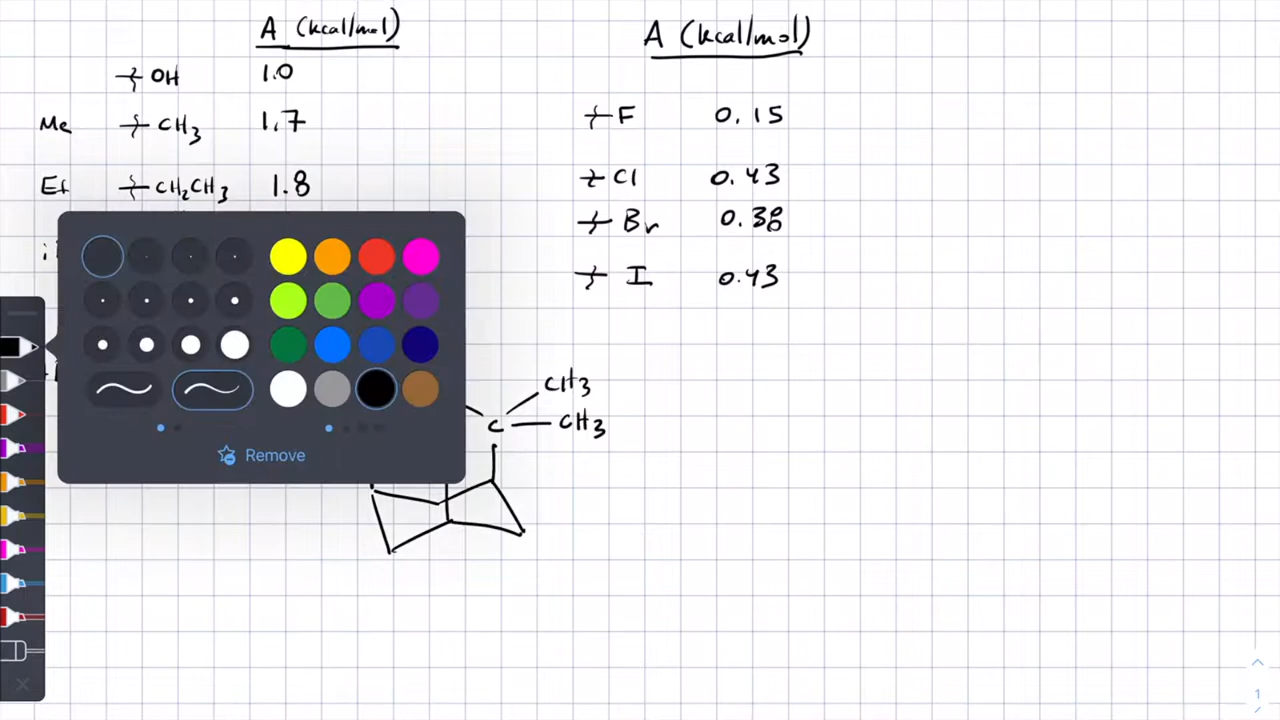 A (kcal/mol)
OH 1.0
Me CH3 1.7
Et CH2CH3 1.8
A (kcal/mol)
F 0.15
Cl 0.43
Br 0.38
I 0.43
CH3
C CH3
Remove
1